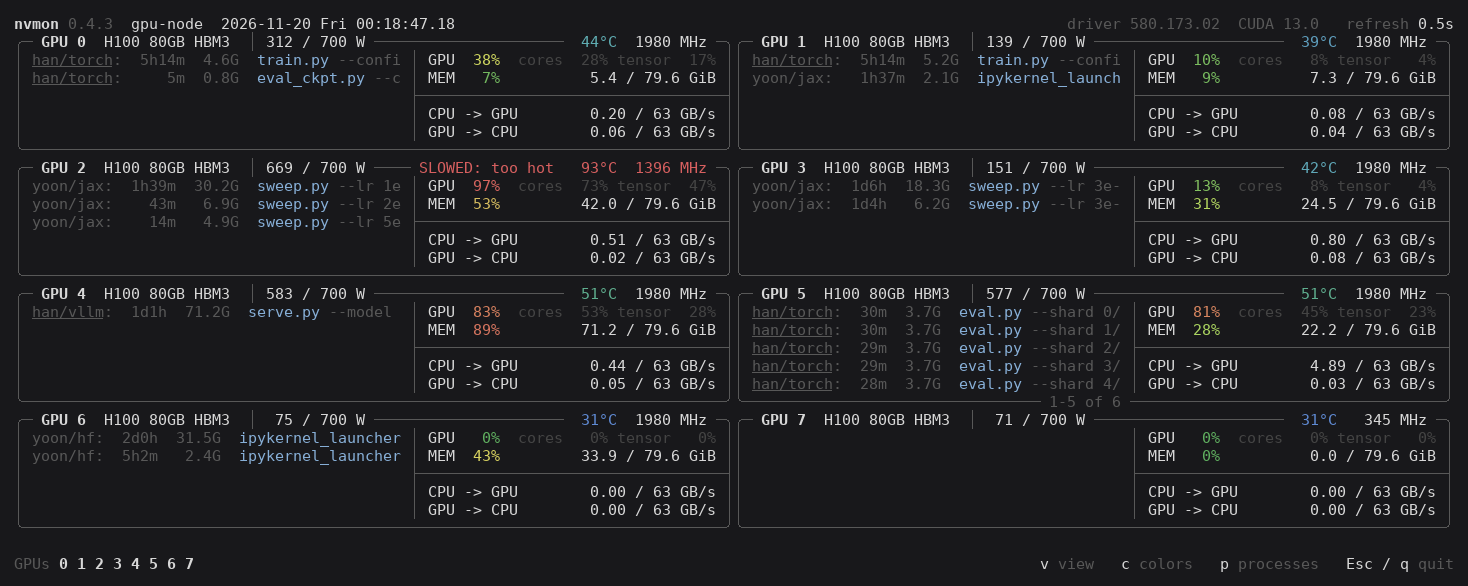 nvmon 0.4.3  gpu-node  2026-11-20 Fri 00:18:47.18    driver 580.173.02  CUDA 13.0   refresh 0.5s
GPU 0  H100 80GB HBM3  312 / 700 W  44°C  1980 MHz
han/torch:  5h14m  4.6G  train.py --confi
han/torch:     5m  0.8G  eval_ckpt.py --c
GPU  38%  cores  28% tensor  17%
MEM   7%  5.4 / 79.6 GiB
CPU -> GPU  0.20 / 63 GB/s
GPU -> CPU  0.06 / 63 GB/s
GPU 1  H100 80GB HBM3  139 / 700 W  39°C  1980 MHz
han/torch:  5h14m  5.2G  train.py --confi
yoon/jax:  1h37m  2.1G  ipykernel_launch
GPU  10%  cores   8% tensor   4%
MEM   9%  7.3 / 79.6 GiB
CPU -> GPU  0.08 / 63 GB/s
GPU -> CPU  0.04 / 63 GB/s
GPU 2  H100 80GB HBM3  669 / 700 W  SLOWED: too hot  93°C  1396 MHz
yoon/jax:  1h39m  30.2G  sweep.py --lr 1e
yoon/jax:    43m   6.9G  sweep.py --lr 2e
yoon/jax:    14m   4.9G  sweep.py --lr 5e
GPU  97%  cores  73% tensor  47%
MEM  53%  42.0 / 79.6 GiB
CPU -> GPU  0.51 / 63 GB/s
GPU -> CPU  0.02 / 63 GB/s
GPU 3  H100 80GB HBM3  151 / 700 W  42°C  1980 MHz
yoon/jax:  1d6h  18.3G  sweep.py --lr 3e-
yoon/jax:  1d4h   6.2G  sweep.py --lr 3e-
GPU  13%  cores   8% tensor   4%
MEM  31%  24.5 / 79.6 GiB
CPU -> GPU  0.80 / 63 GB/s
GPU -> CPU  0.08 / 63 GB/s
GPU 4  H100 80GB HBM3  583 / 700 W  51°C  1980 MHz
han/vllm:  1d1h  71.2G  serve.py --model
GPU  83%  cores  53% tensor  28%
MEM  89%  71.2 / 79.6 GiB
CPU -> GPU  0.44 / 63 GB/s
GPU -> CPU  0.05 / 63 GB/s
GPU 5  H100 80GB HBM3  577 / 700 W  51°C  1980 MHz
han/torch:  30m  3.7G  eval.py --shard 0/
han/torch:  30m  3.7G  eval.py --shard 1/
han/torch:  29m  3.7G  eval.py --shard 2/
han/torch:  29m  3.7G  eval.py --shard 3/
han/torch:  28m  3.7G  eval.py --shard 4/
1-5 of 6
GPU  81%  cores  45% tensor  23%
MEM  28%  22.2 / 79.6 GiB
CPU -> GPU  4.89 / 63 GB/s
GPU -> CPU  0.03 / 63 GB/s
GPU 6  H100 80GB HBM3  75 / 700 W  31°C  1980 MHz
yoon/hf:  2d0h  31.5G  ipykernel_launcher
yoon/hf:  5h2m   2.4G  ipykernel_launcher
GPU   0%  cores   0% tensor   0%
MEM  43%  33.9 / 79.6 GiB
CPU -> GPU  0.00 / 63 GB/s
GPU -> CPU  0.00 / 63 GB/s
GPU 7  H100 80GB HBM3  71 / 700 W  31°C  345 MHz
GPU   0%  cores   0% tensor   0%
MEM   0%  0.0 / 79.6 GiB
CPU -> GPU  0.00 / 63 GB/s
GPU -> CPU  0.00 / 63 GB/s
GPUs 0 1 2 3 4 5 6 7    v view   c colors   p processes   Esc / q quit